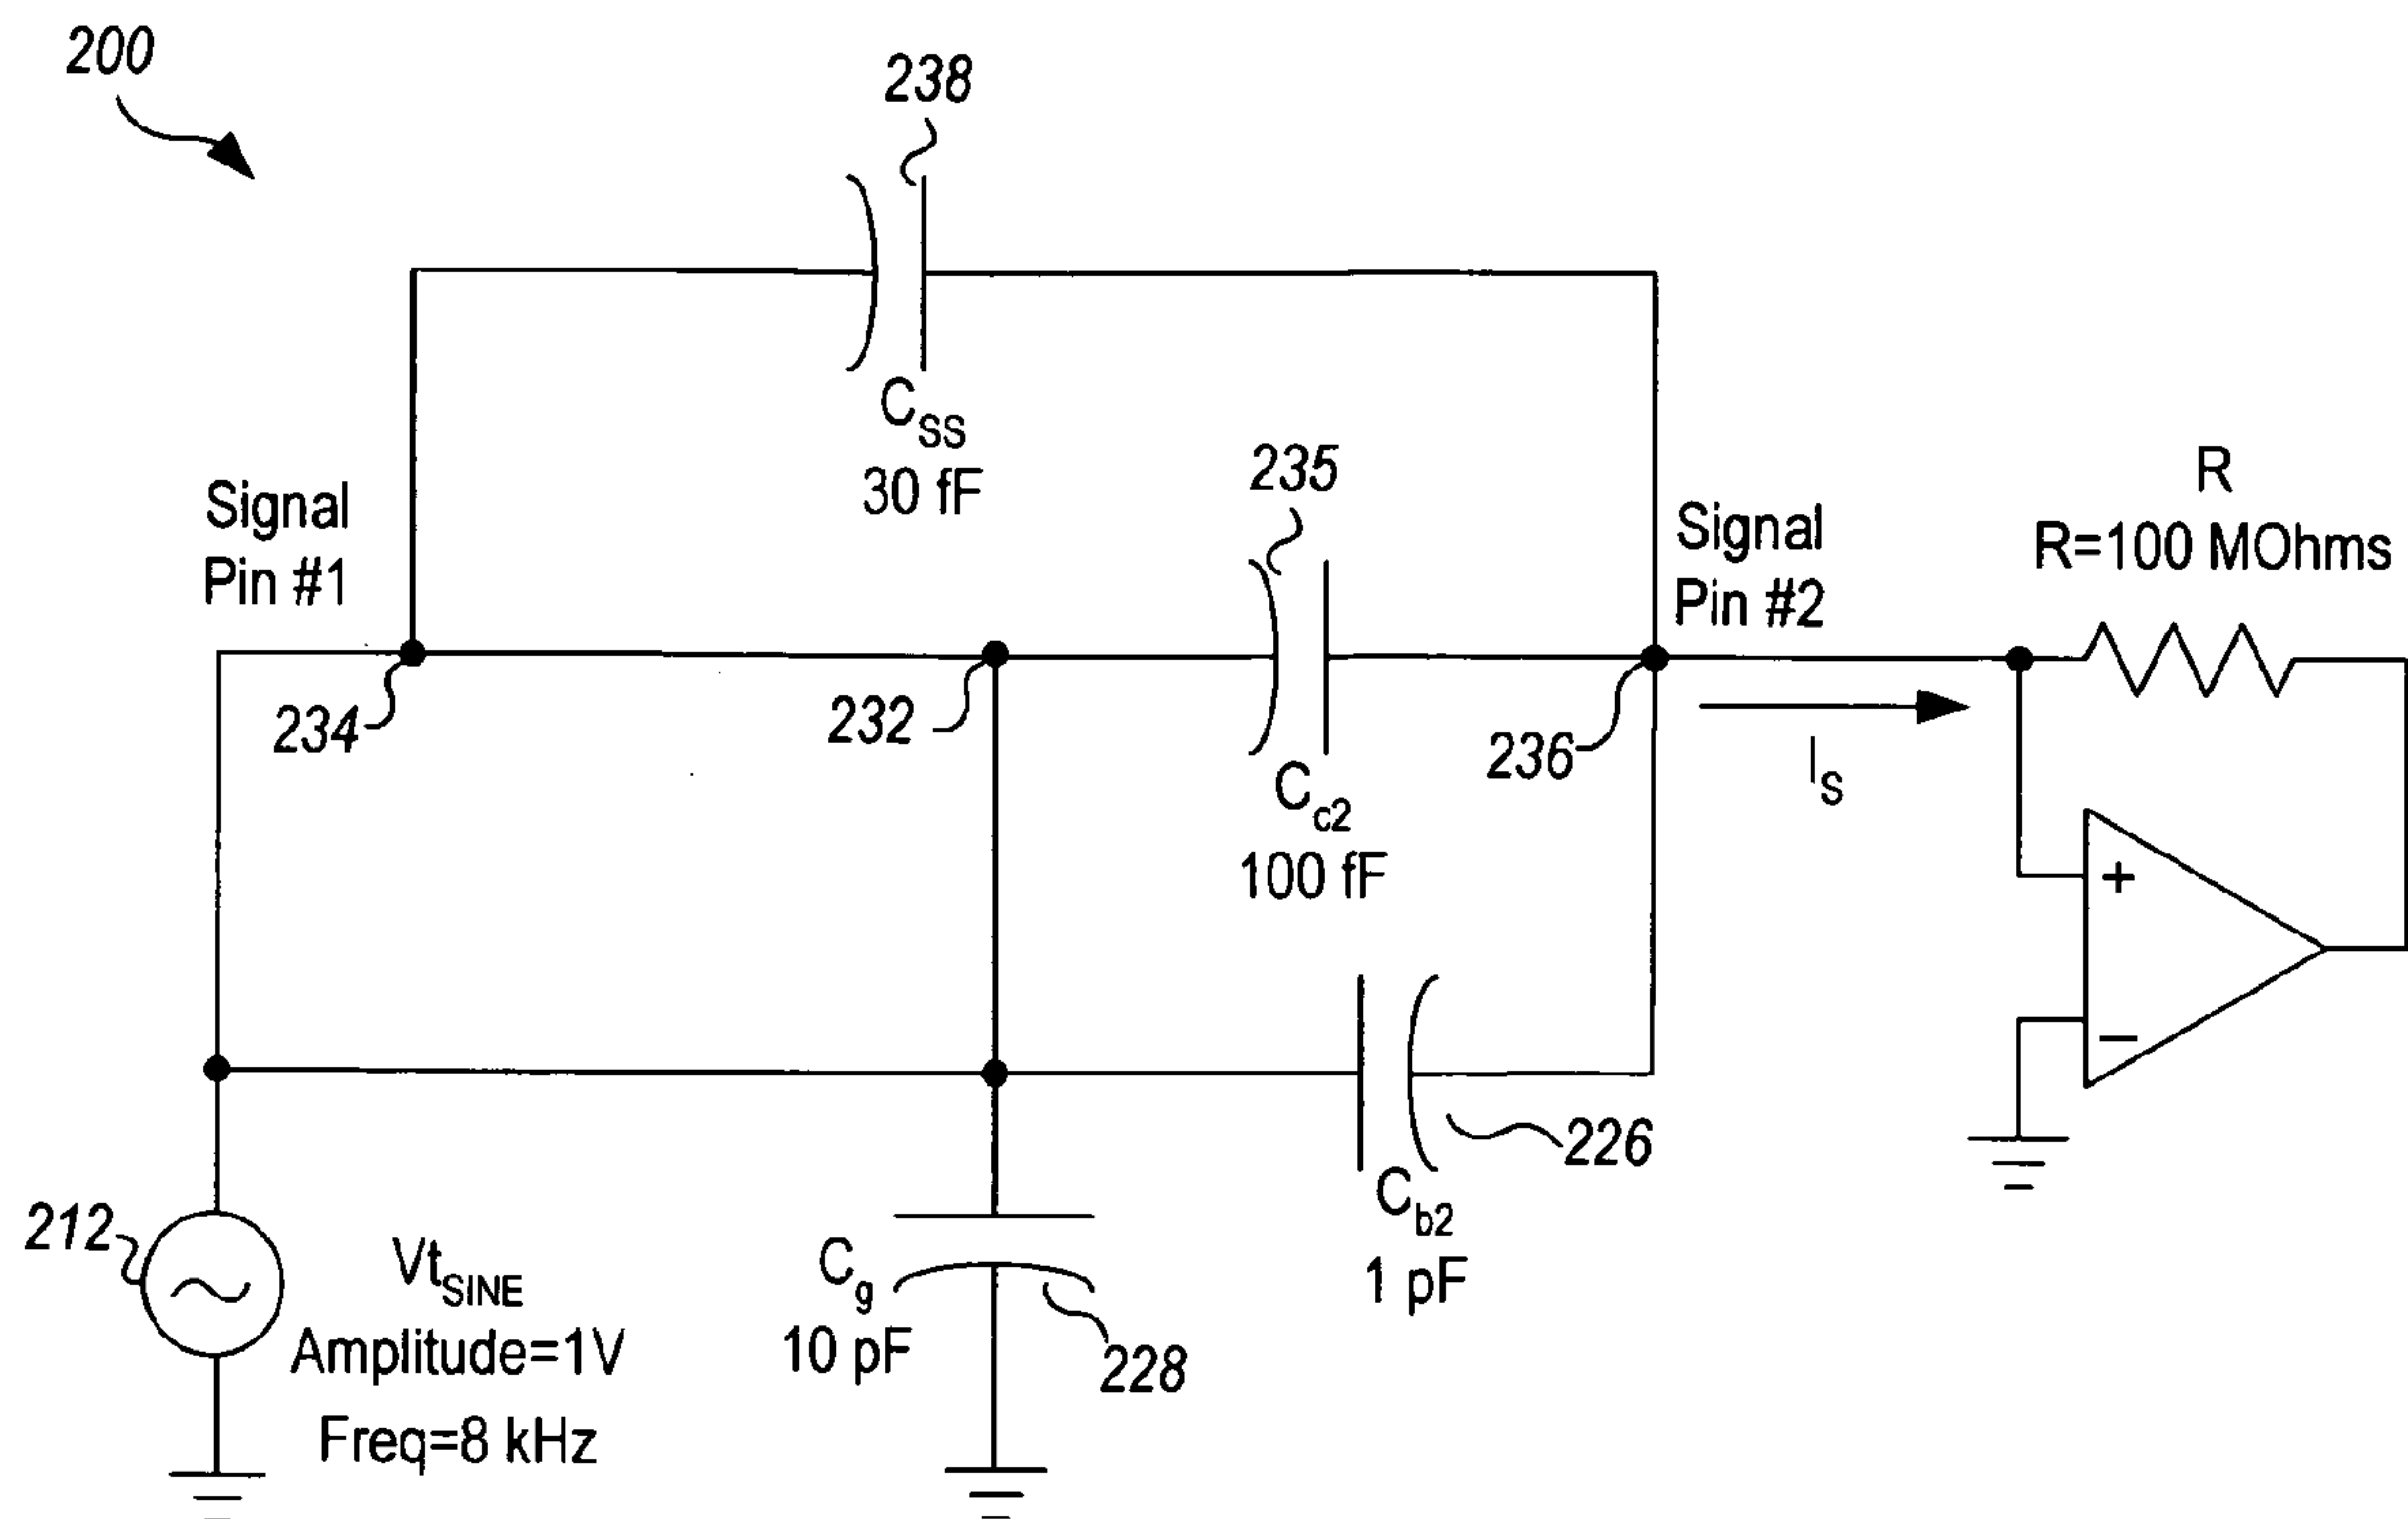 200
238
C_SS
30 fF
235
Signal
Pin #1
Signal
Pin #2
R
R=100 MOhms
234
232
236
C_c2
100 fF
I_S
+
−
226
C_b2
1 pF
212
Vt_SINE
Amplitude=1V
Freq=8 kHz
C_g
10 pF
228